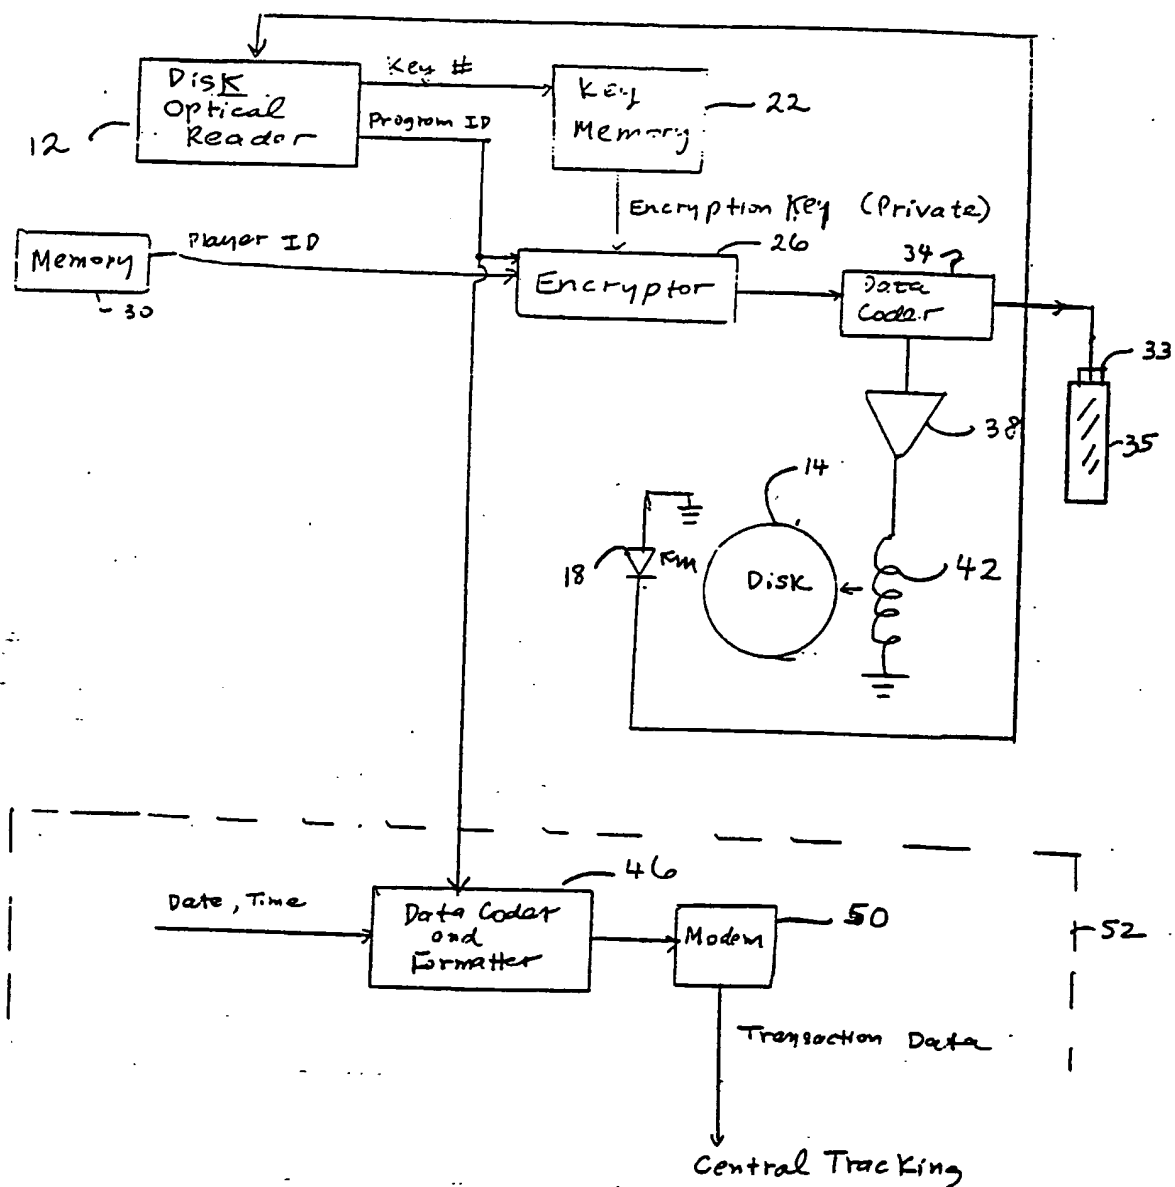 Key #
Disk
Optical
Reader
12
Program ID
Key
Memory
22
Encryption Key (Private)
Player ID
Memory
30
26
Encryptor
34
Data
Coder
33
35
38
14
18
Disk
42
46
Date, Time
Data Coder
and
Formatter
Modem
50
52
Transaction Data
Central Tracking